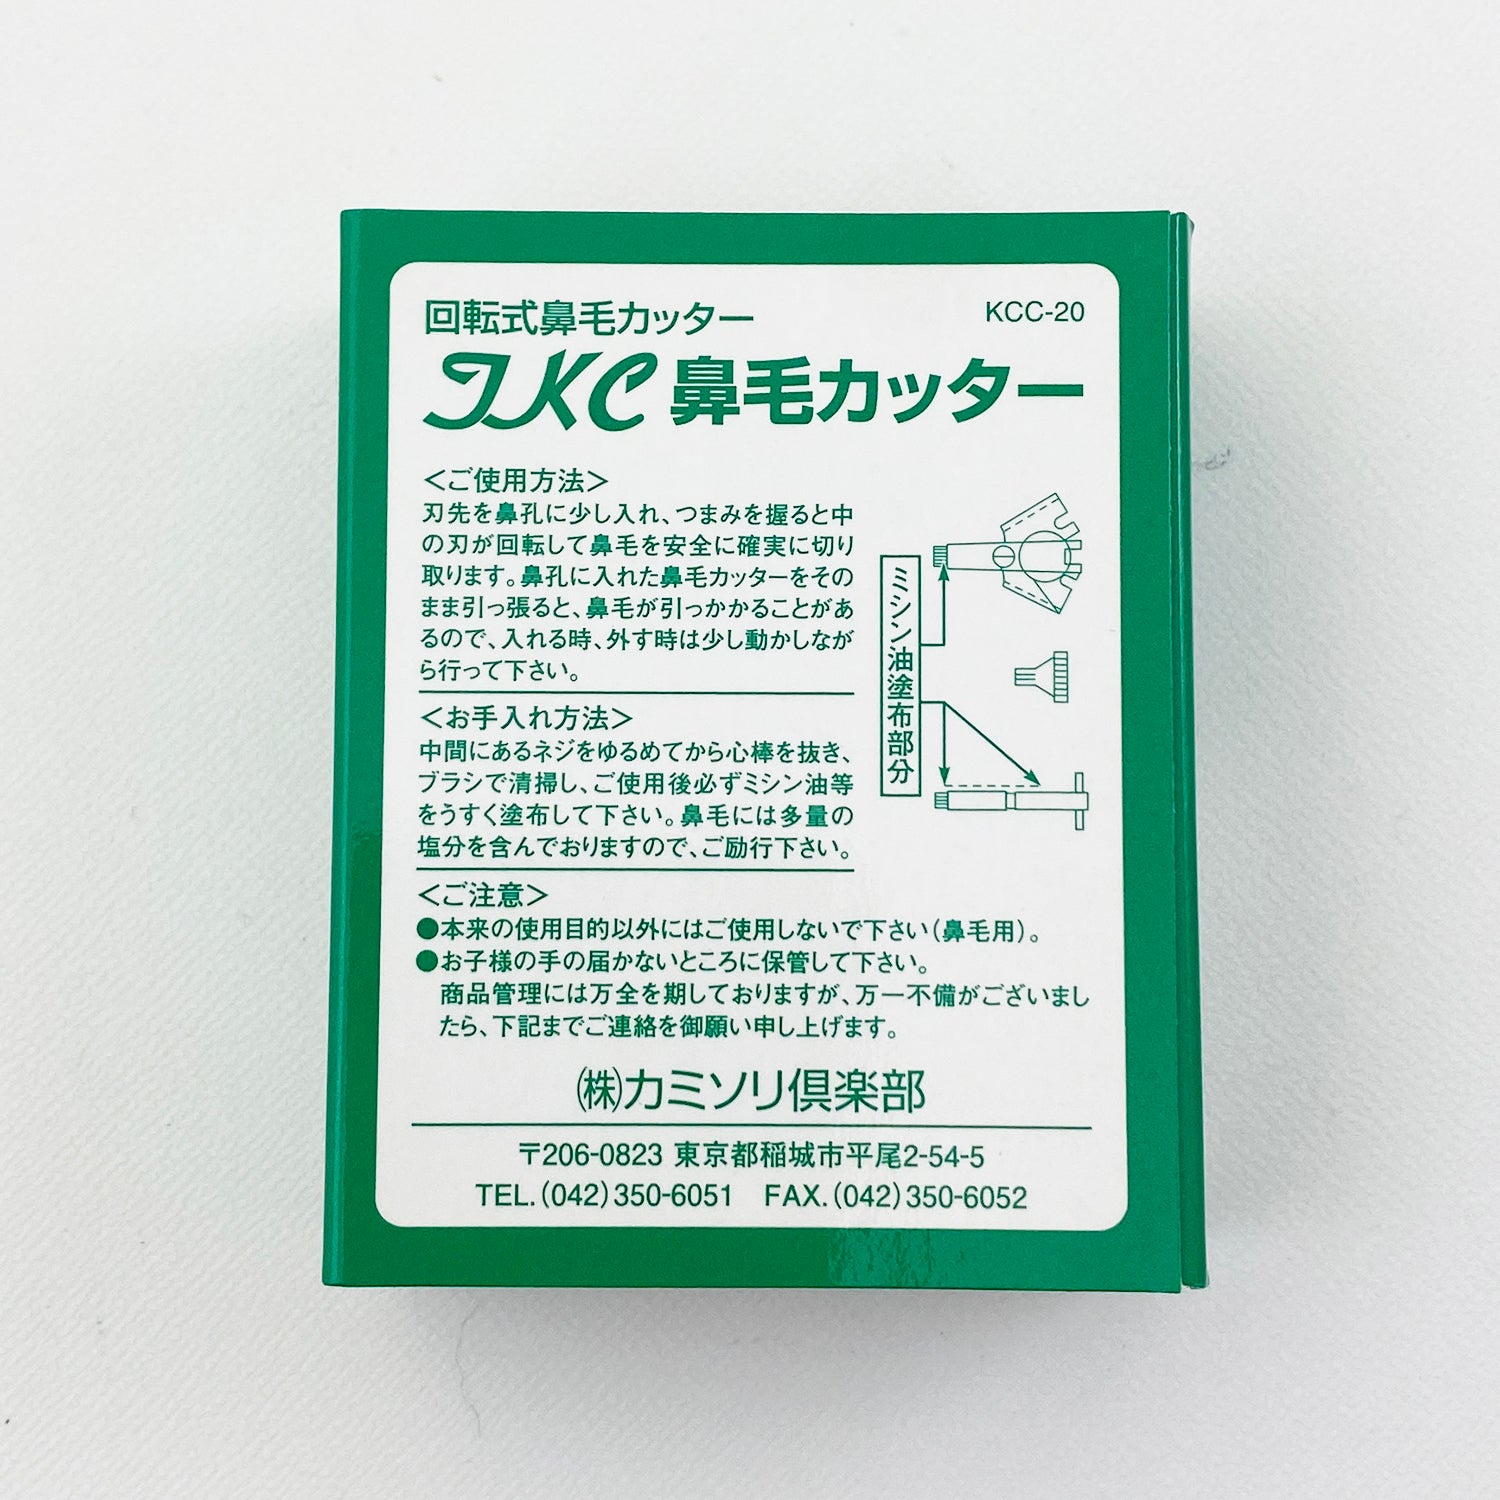 回転式鼻毛カッター
KCC-20
JKC 鼻毛カッター
＜ご使用方法＞
刃先を鼻孔に少し入れ、つまみを握ると中
の刃が回転して鼻毛を安全に確実に切り
取ります。鼻孔に入れた鼻毛カッターをその
まま引っ張ると、鼻毛が引っかかることがあ
るので、入れる時、外す時は少し動かしなが
ら行って下さい。
＜お手入れ方法＞
中間にあるネジをゆるめてから心棒を抜き、
ブラシで清掃し、ご使用後必ずミシン油等
をうすく塗布して下さい。鼻毛には多量の
塩分を含んでおりますので、ご励行下さい。
ミシン油塗布部分
＜ご注意＞
●本来の使用目的以外にはご使用しないで下さい（鼻毛用）。
●お子様の手の届かないところに保管して下さい。
商品管理には万全を期しておりますが、万一不備がございまし
たら、下記までご連絡を御願い申し上げます。
㈱カミソリ倶楽部
〒206-0823 東京都稲城市平尾2-54-5
TEL.(042)350-6051 FAX.(042)350-6052